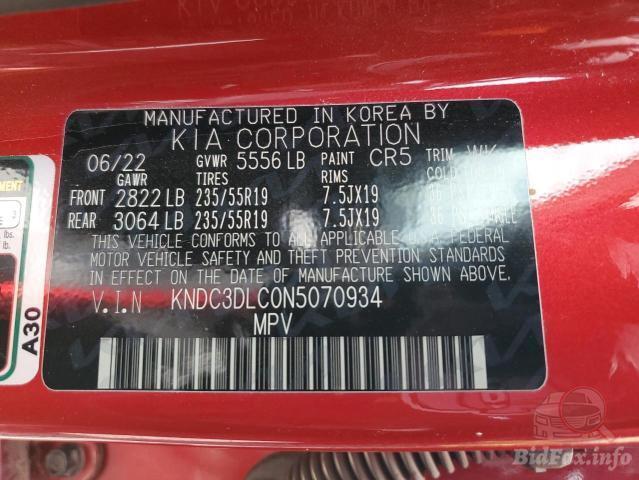 MANUFACTURED IN KOREA BY
KIA CORPORATION
06/22 GVWR 5556 LB PAINT CR5 TRIM WK
GAWR TIRES RIMS COLD
FRONT 2822 LB 235/55R19 7.5JX19
REAR 3064 LB 235/55R19 7.5JX19
THIS VEHICLE CONFORMS TO ALL APPLICABLE U.S.A FEDERAL
MOTOR VEHICLE SAFETY AND THEFT PREVENTION STANDARDS
IN EFFECT ON THE DATE OF MANUFACTURE SHOWN ABOVE.
V.I.N KNDC3DLC0N5070934
MPV
A30
BidFax.info